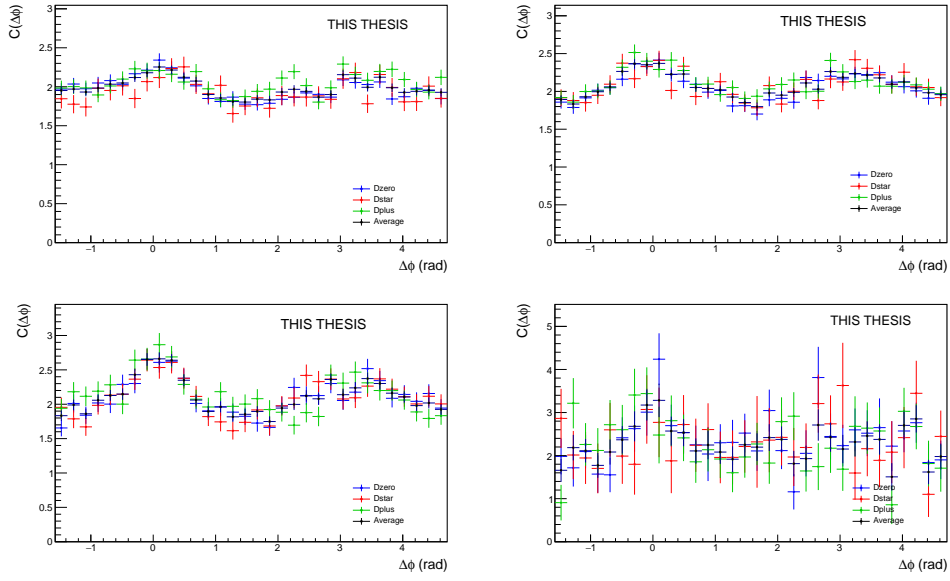 C(Δϕ)
THIS THESIS
3
2.5
2
1.5
1
0.5
0
Dzero
Dstar
Dplus
Average
−1 0 1 2 3 4
Δϕ (rad)
C(Δϕ)
THIS THESIS
3
2.5
2
1.5
1
0.5
0
Dzero
Dstar
Dplus
Average
−1 0 1 2 3 4
Δϕ (rad)
C(Δϕ)
THIS THESIS
3
2.5
2
1.5
1
0.5
0
Dzero
Dstar
Dplus
Average
−1 0 1 2 3 4
Δϕ (rad)
C(Δϕ)
THIS THESIS
5
4
3
2
1
0
Dzero
Dstar
Dplus
Average
−1 0 1 2 3 4
Δϕ (rad)